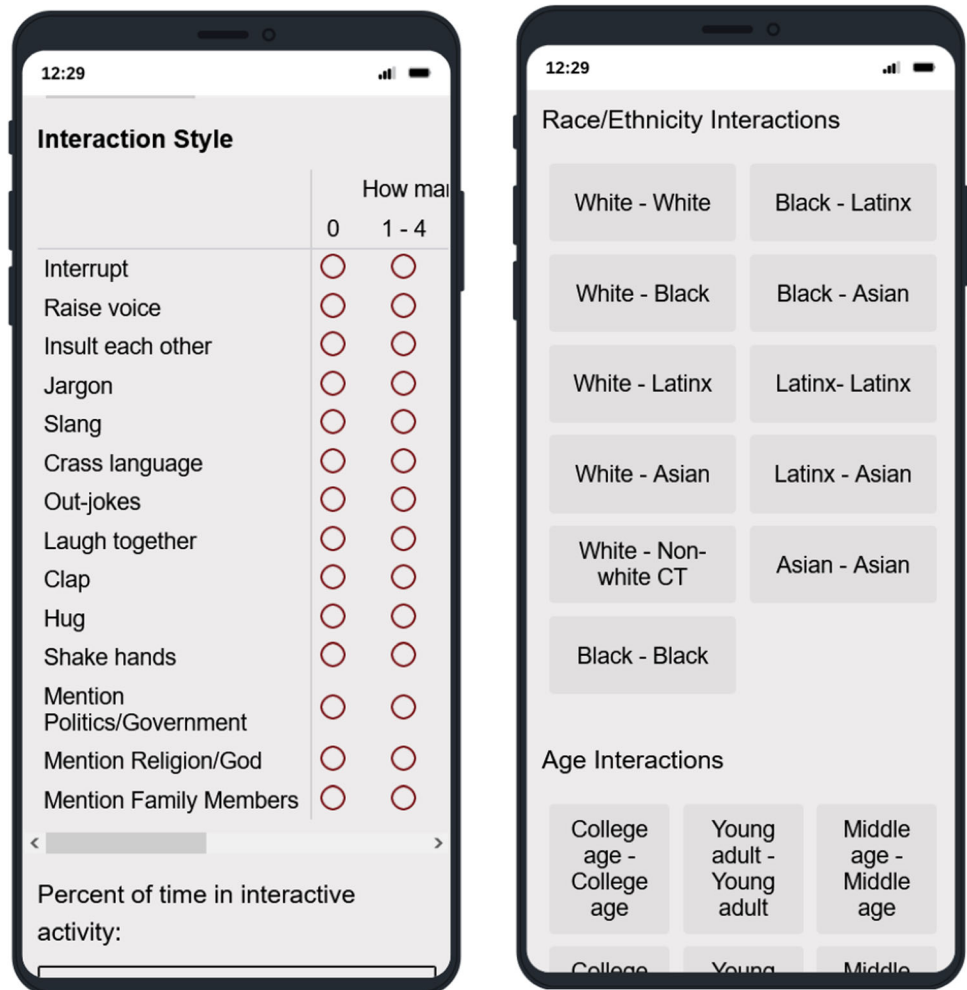 12:29
Interaction Style
How mar
0 1 - 4
Interrupt
Raise voice
Insult each other
Jargon
Slang
Crass language
Out-jokes
Laugh together
Clap
Hug
Shake hands
Mention
Politics/Government
Mention Religion/God
Mention Family Members
Percent of time in interactive
activity:
12:29
Race/Ethnicity Interactions
White - White Black - Latinx
White - Black Black - Asian
White - Latinx Latinx- Latinx
White - Asian Latinx - Asian
White - Non-
white CT
Asian - Asian
Black - Black
Age Interactions
College
age -
College
age
Young
adult -
Young
adult
Middle
age -
Middle
age
College Young Middle